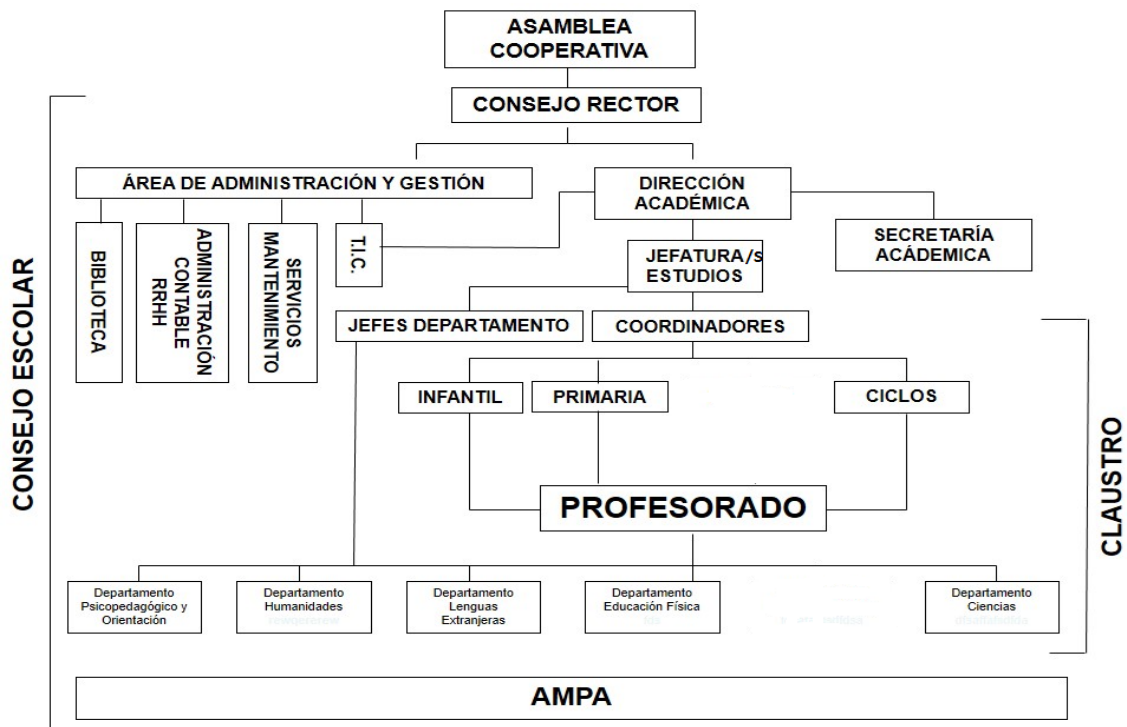 ASAMBLEA
COOPERATIVA
CONSEJO RECTOR
ÁREA DE ADMINISTRACIÓN Y GESTIÓN
DIRECCIÓN
ACADÉMICA
BIBLIOTECA
ADMINISTRACIÓN
CONTABLE
RRHH
SERVICIOS
MANTENIMIENTO
T.I.C.
SECRETARÍA
ACÁDEMICA
JEFATURA/s
ESTUDIOS
JEFES DEPARTAMENTO
COORDINADORES
INFANTIL
PRIMARIA
CICLOS
PROFESORADO
Departamento
Psicopedagógico y
Orientación
Departamento
Humanidades
Departamento
Lenguas
Extranjeras
Departamento
Educación Física
Departamento
Ciencias
AMPA
CONSEJO ESCOLAR
CLAUSTRO